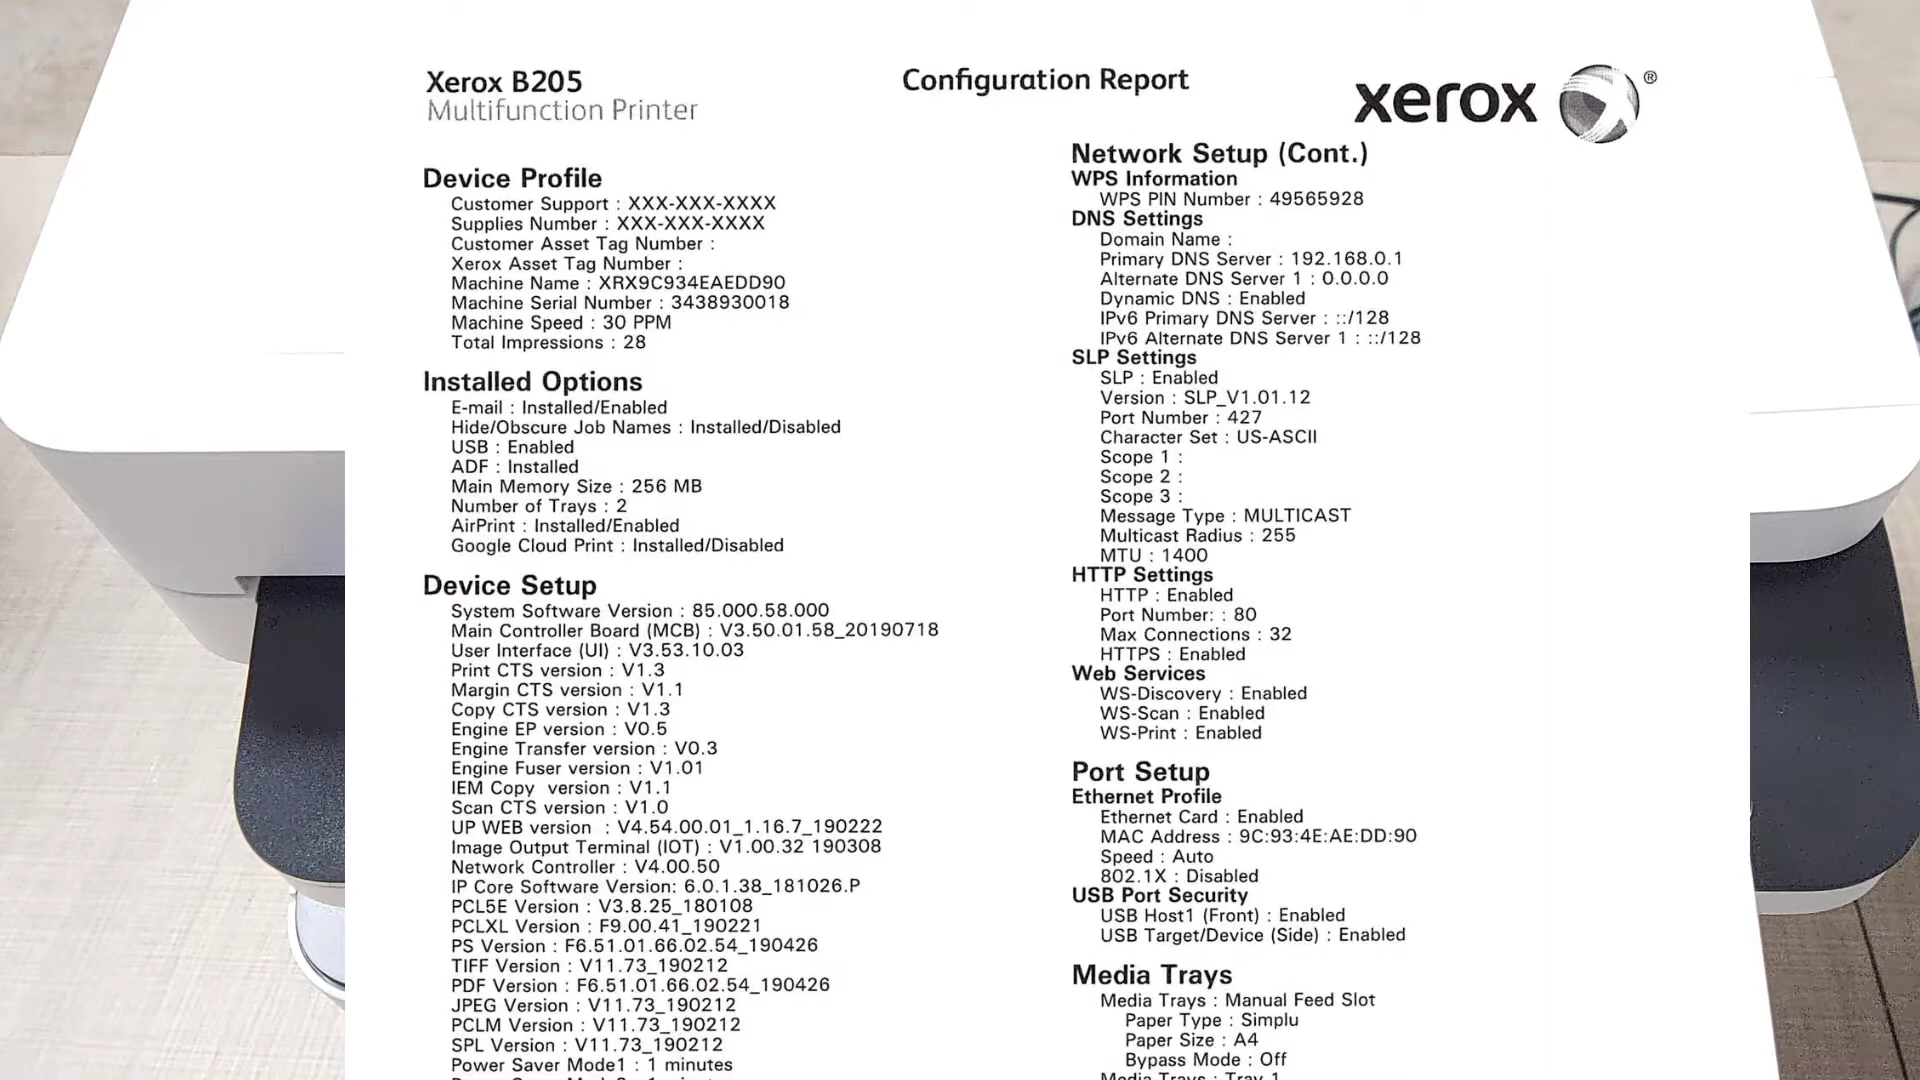 Xerox B205
Multifunction Printer
Configuration Report
xerox ®
Device Profile
Customer Support : XXX-XXX-XXXX
Supplies Number : XXX-XXX-XXXX
Customer Asset Tag Number :
Xerox Asset Tag Number :
Machine Name : XRX9C934EAEDD90
Machine Serial Number : 3438930018
Machine Speed : 30 PPM
Total Impressions : 28
Installed Options
E-mail : Installed/Enabled
Hide/Obscure Job Names : Installed/Disabled
USB : Enabled
ADF : Installed
Main Memory Size : 256 MB
Number of Trays : 2
AirPrint : Installed/Enabled
Google Cloud Print : Installed/Disabled
Device Setup
System Software Version : 85.000.58.000
Main Controller Board (MCB) : V3.50.01.58_20190718
User Interface (UI) : V3.53.10.03
Print CTS version : V1.3
Margin CTS version : V1.1
Copy CTS version : V1.3
Engine EP version : V0.5
Engine Transfer version : V0.3
Engine Fuser version : V1.01
IEM Copy  version : V1.1
Scan CTS version : V1.0
UP WEB version  : V4.54.00.01_1.16.7_190222
Image Output Terminal (IOT) : V1.00.32 190308
Network Controller : V4.00.50
IP Core Software Version: 6.0.1.38_181026.P
PCL5E Version : V3.8.25_180108
PCLXL Version : F9.00.41_190221
PS Version : F6.51.01.66.02.54_190426
TIFF Version : V11.73_190212
PDF Version : F6.51.01.66.02.54_190426
JPEG Version : V11.73_190212
PCLM Version : V11.73_190212
SPL Version : V11.73_190212
Power Saver Mode1 : 1 minutes
Network Setup (Cont.)
WPS Information
WPS PIN Number : 49565928
DNS Settings
Domain Name :
Primary DNS Server : 192.168.0.1
Alternate DNS Server 1 : 0.0.0.0
Dynamic DNS : Enabled
IPv6 Primary DNS Server : ::/128
IPv6 Alternate DNS Server 1 : ::/128
SLP Settings
SLP : Enabled
Version : SLP_V1.01.12
Port Number : 427
Character Set : US-ASCII
Scope 1 :
Scope 2 :
Scope 3 :
Message Type : MULTICAST
Multicast Radius : 255
MTU : 1400
HTTP Settings
HTTP : Enabled
Port Number: : 80
Max Connections : 32
HTTPS : Enabled
Web Services
WS-Discovery : Enabled
WS-Scan : Enabled
WS-Print : Enabled
Port Setup
Ethernet Profile
Ethernet Card : Enabled
MAC Address : 9C:93:4E:AE:DD:90
Speed : Auto
802.1X : Disabled
USB Port Security
USB Host1 (Front) : Enabled
USB Target/Device (Side) : Enabled
Media Trays
Media Trays : Manual Feed Slot
Paper Type : Simplu
Paper Size : A4
Bypass Mode : Off
Media Trays : Tray 1